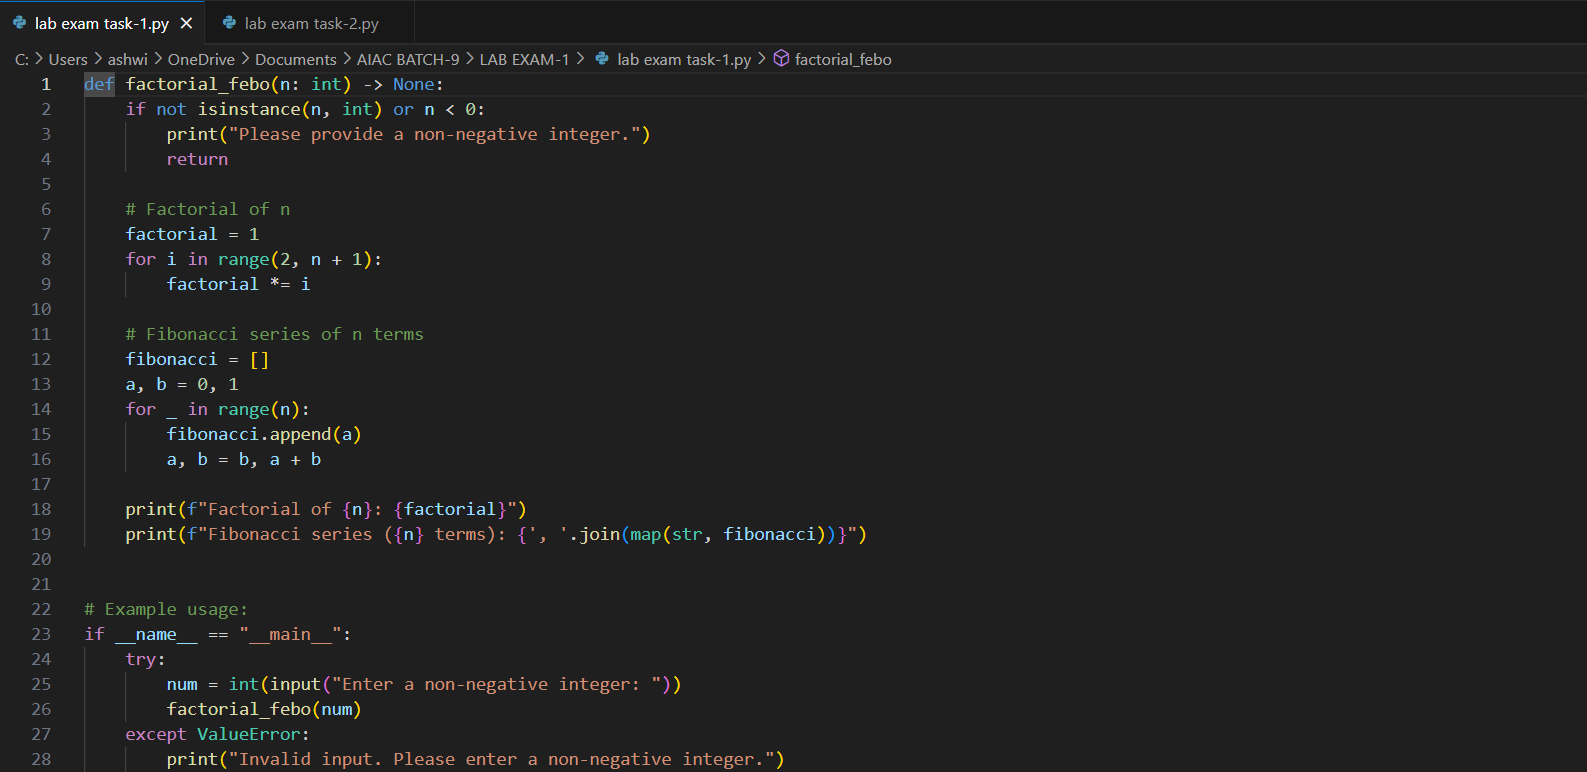 lab exam task-1.py lab exam task-2.py
C: > Users > ashwi > OneDrive > Documents > AIAC BATCH-9 > LAB EXAM-1 > lab exam task-1.py > factorial_febo
1 def factorial_febo(n: int) -> None:
2     if not isinstance(n, int) or n < 0:
3         print("Please provide a non-negative integer.")
4         return
5
6     # Factorial of n
7     factorial = 1
8     for i in range(2, n + 1):
9         factorial *= i
10
11     # Fibonacci series of n terms
12     fibonacci = []
13     a, b = 0, 1
14     for _ in range(n):
15         fibonacci.append(a)
16         a, b = b, a + b
17
18     print(f"Factorial of {n}: {factorial}")
19     print(f"Fibonacci series ({n} terms): {', '.join(map(str, fibonacci))}")
20
21
22 # Example usage:
23 if __name__ == "__main__":
24     try:
25         num = int(input("Enter a non-negative integer: "))
26         factorial_febo(num)
27     except ValueError:
28         print("Invalid input. Please enter a non-negative integer.")